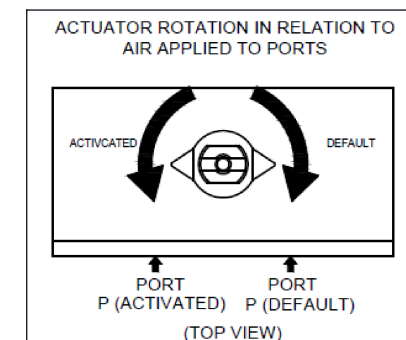 ACTUATOR ROTATION IN RELATION TO
AIR APPLIED TO PORTS
ACTIVCATED
DEFAULT
PORT
P (ACTIVATED)
PORT
P (DEFAULT)
(TOP VIEW)